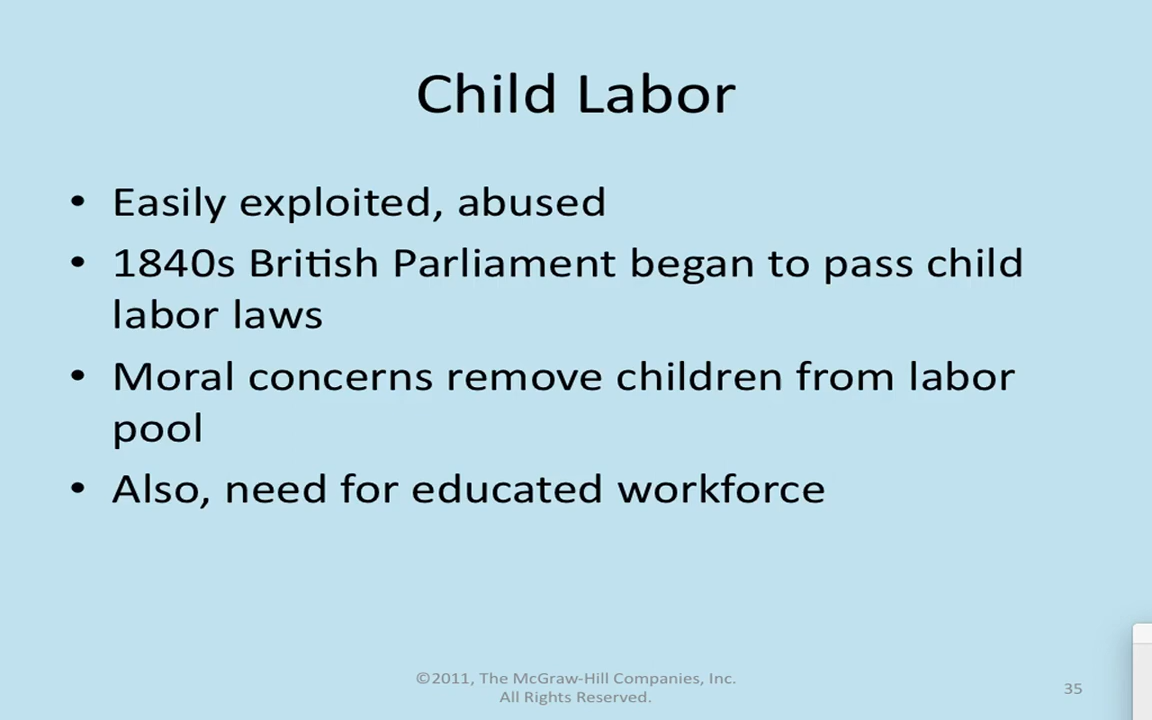 Child Labor
• Easily exploited, abused
• 1840s British Parliament began to pass child
labor laws
• Moral concerns remove children from labor
pool
• Also, need for educated workforce
©2011, The McGraw-Hill Companies, Inc.
All Rights Reserved.
35